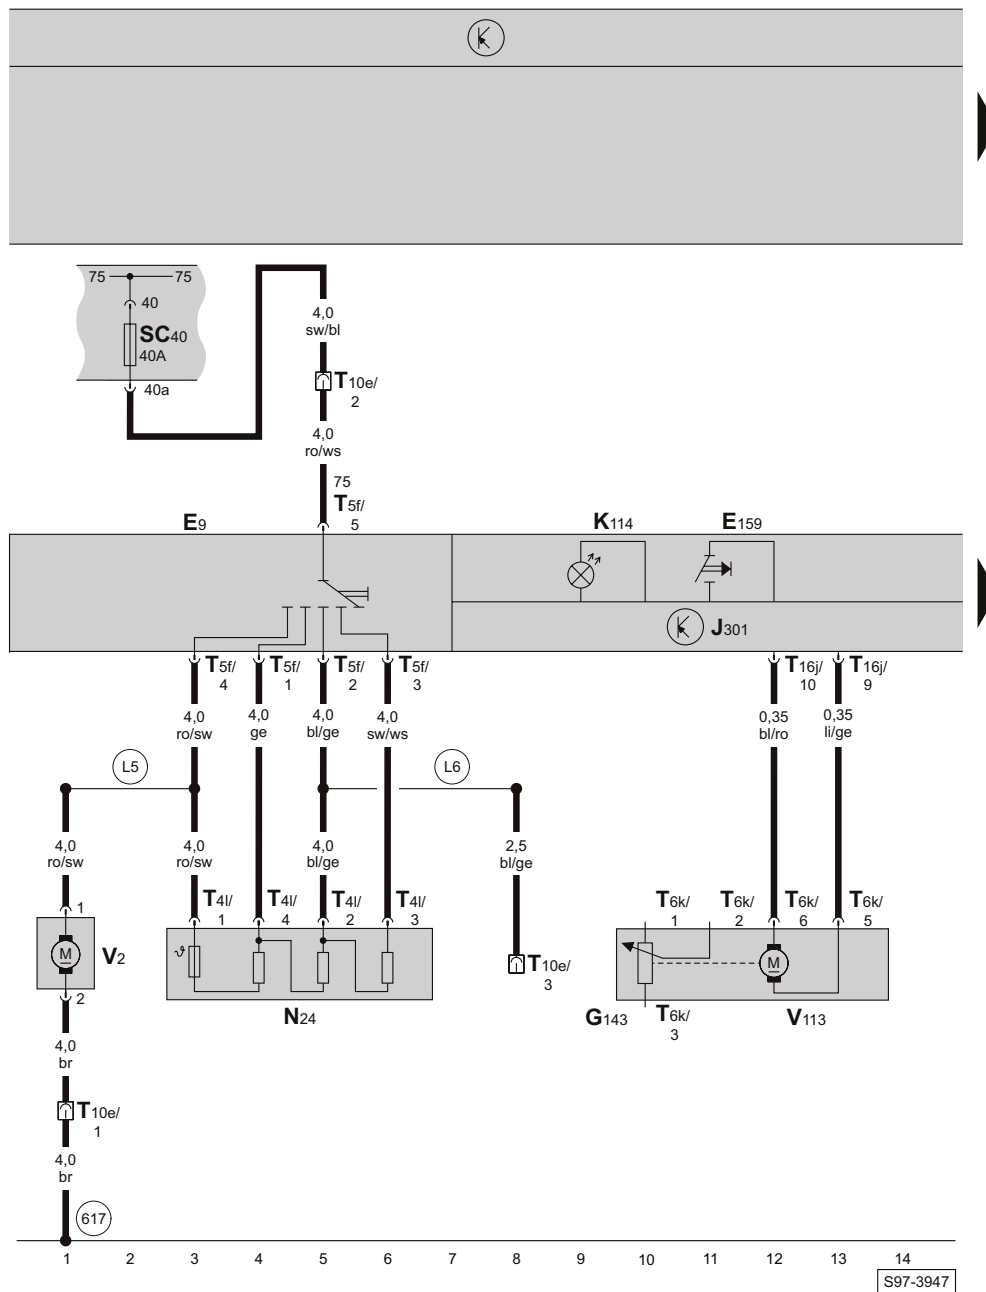 75 75
40
SC40
40A
40a
4,0
sw/bl
T10e/
2
4,0
ro/ws
75
T5f/
5
E9
K114
E159
J301
T5f/
4
T5f/
1
T5f/
2
T5f/
3
T16j/
10
T16j/
9
4,0
ro/sw
4,0
ge
4,0
bl/ge
4,0
sw/ws
0,35
bl/ro
0,35
li/ge
L5
L6
4,0
ro/sw
4,0
ro/sw
4,0
bl/ge
2,5
bl/ge
1
T4l/
1
T4l/
4
T4l/
2
T4l/
3
T6k/
1
T6k/
2
T6k/
6
T6k/
5
M
V2
ϑ
T10e/
3
M
2
N24
G143
T6k/
3
V113
4,0
br
T10e/
1
4,0
br
617
1 2 3 4 5 6 7 8 9 10 11 12 13 14
S97-3947